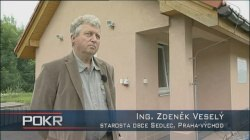 ING. ZDENĚK VESELÝ
POKR
STAROSTA OBCE SEDLEC, PRAHA-VÝCHOD